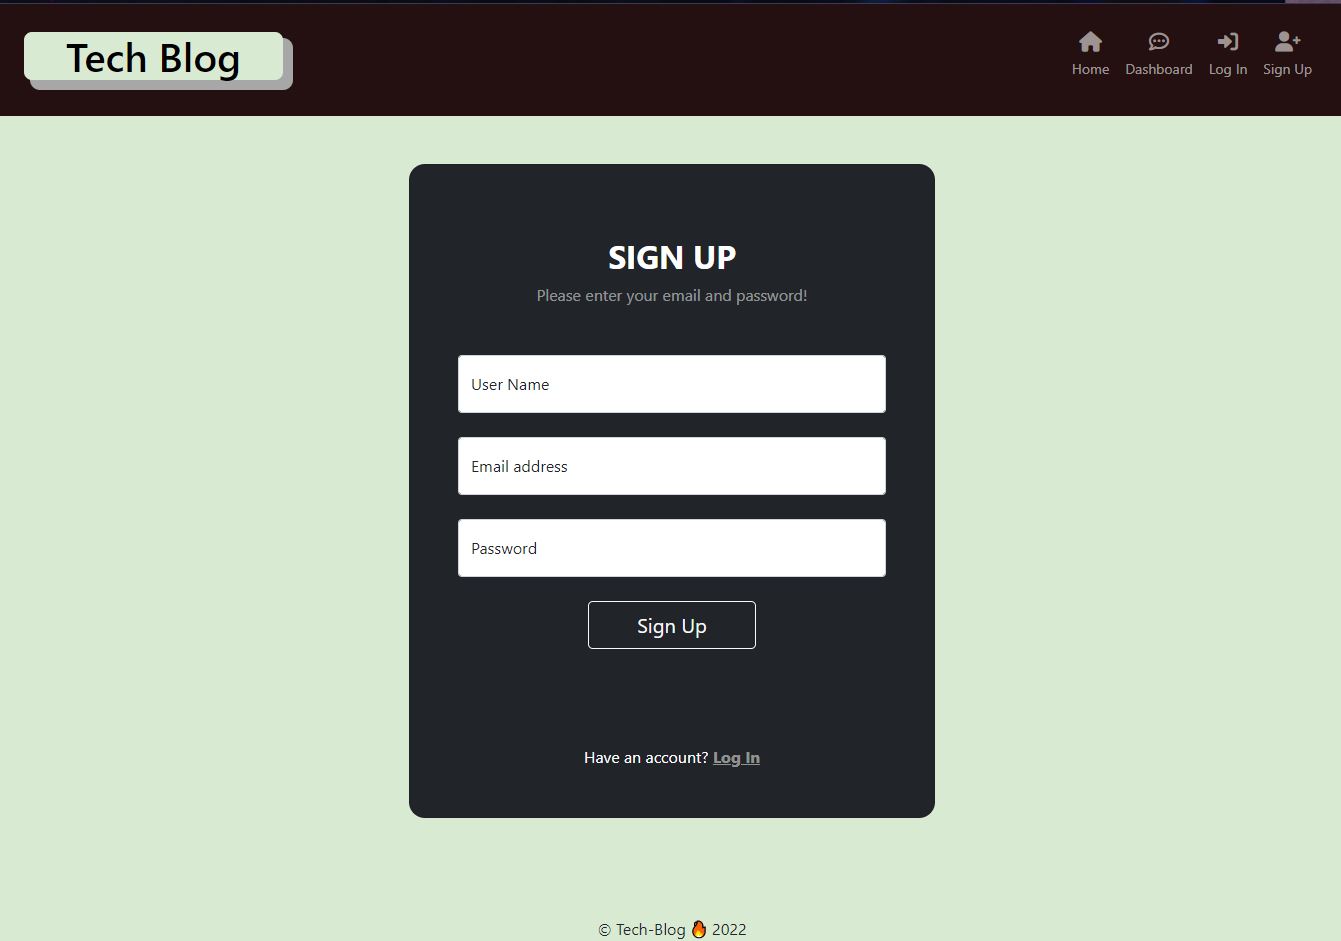 Tech Blog
Home Dashboard Log In Sign Up
SIGN UP
Please enter your email and password!
User Name
Email address
Password
Sign Up
Have an account? Log In
© Tech-Blog 🔥 2022